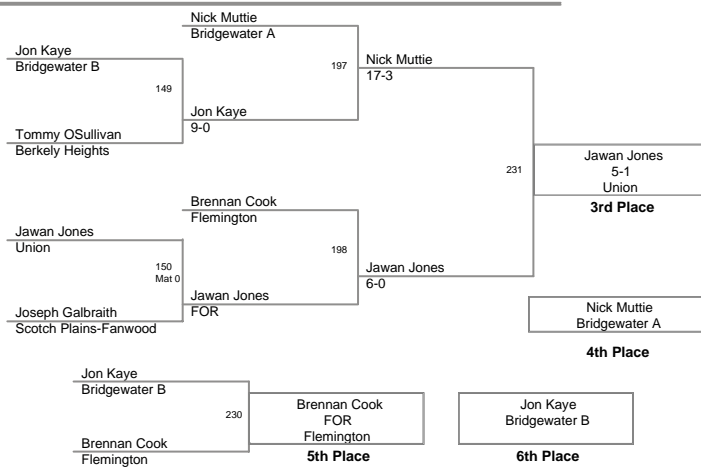 Nick Muttie
Bridgewater A
Jon Kaye
Bridgewater B
197
Nick Muttie
17-3
149
Jon Kaye
9-0
Tommy OSullivan
Berkely Heights
231
Jawan Jones
5-1
Union
3rd Place
Brennan Cook
Flemington
Jawan Jones
Union
198
150
Mat 0
Jawan Jones
6-0
Jawan Jones
FOR
Joseph Galbraith
Scotch Plains-Fanwood
Nick Muttie
Bridgewater A
4th Place
Jon Kaye
Bridgewater B
230
Brennan Cook
FOR
Flemington
5th Place
Jon Kaye
Bridgewater B
6th Place
Brennan Cook
Flemington